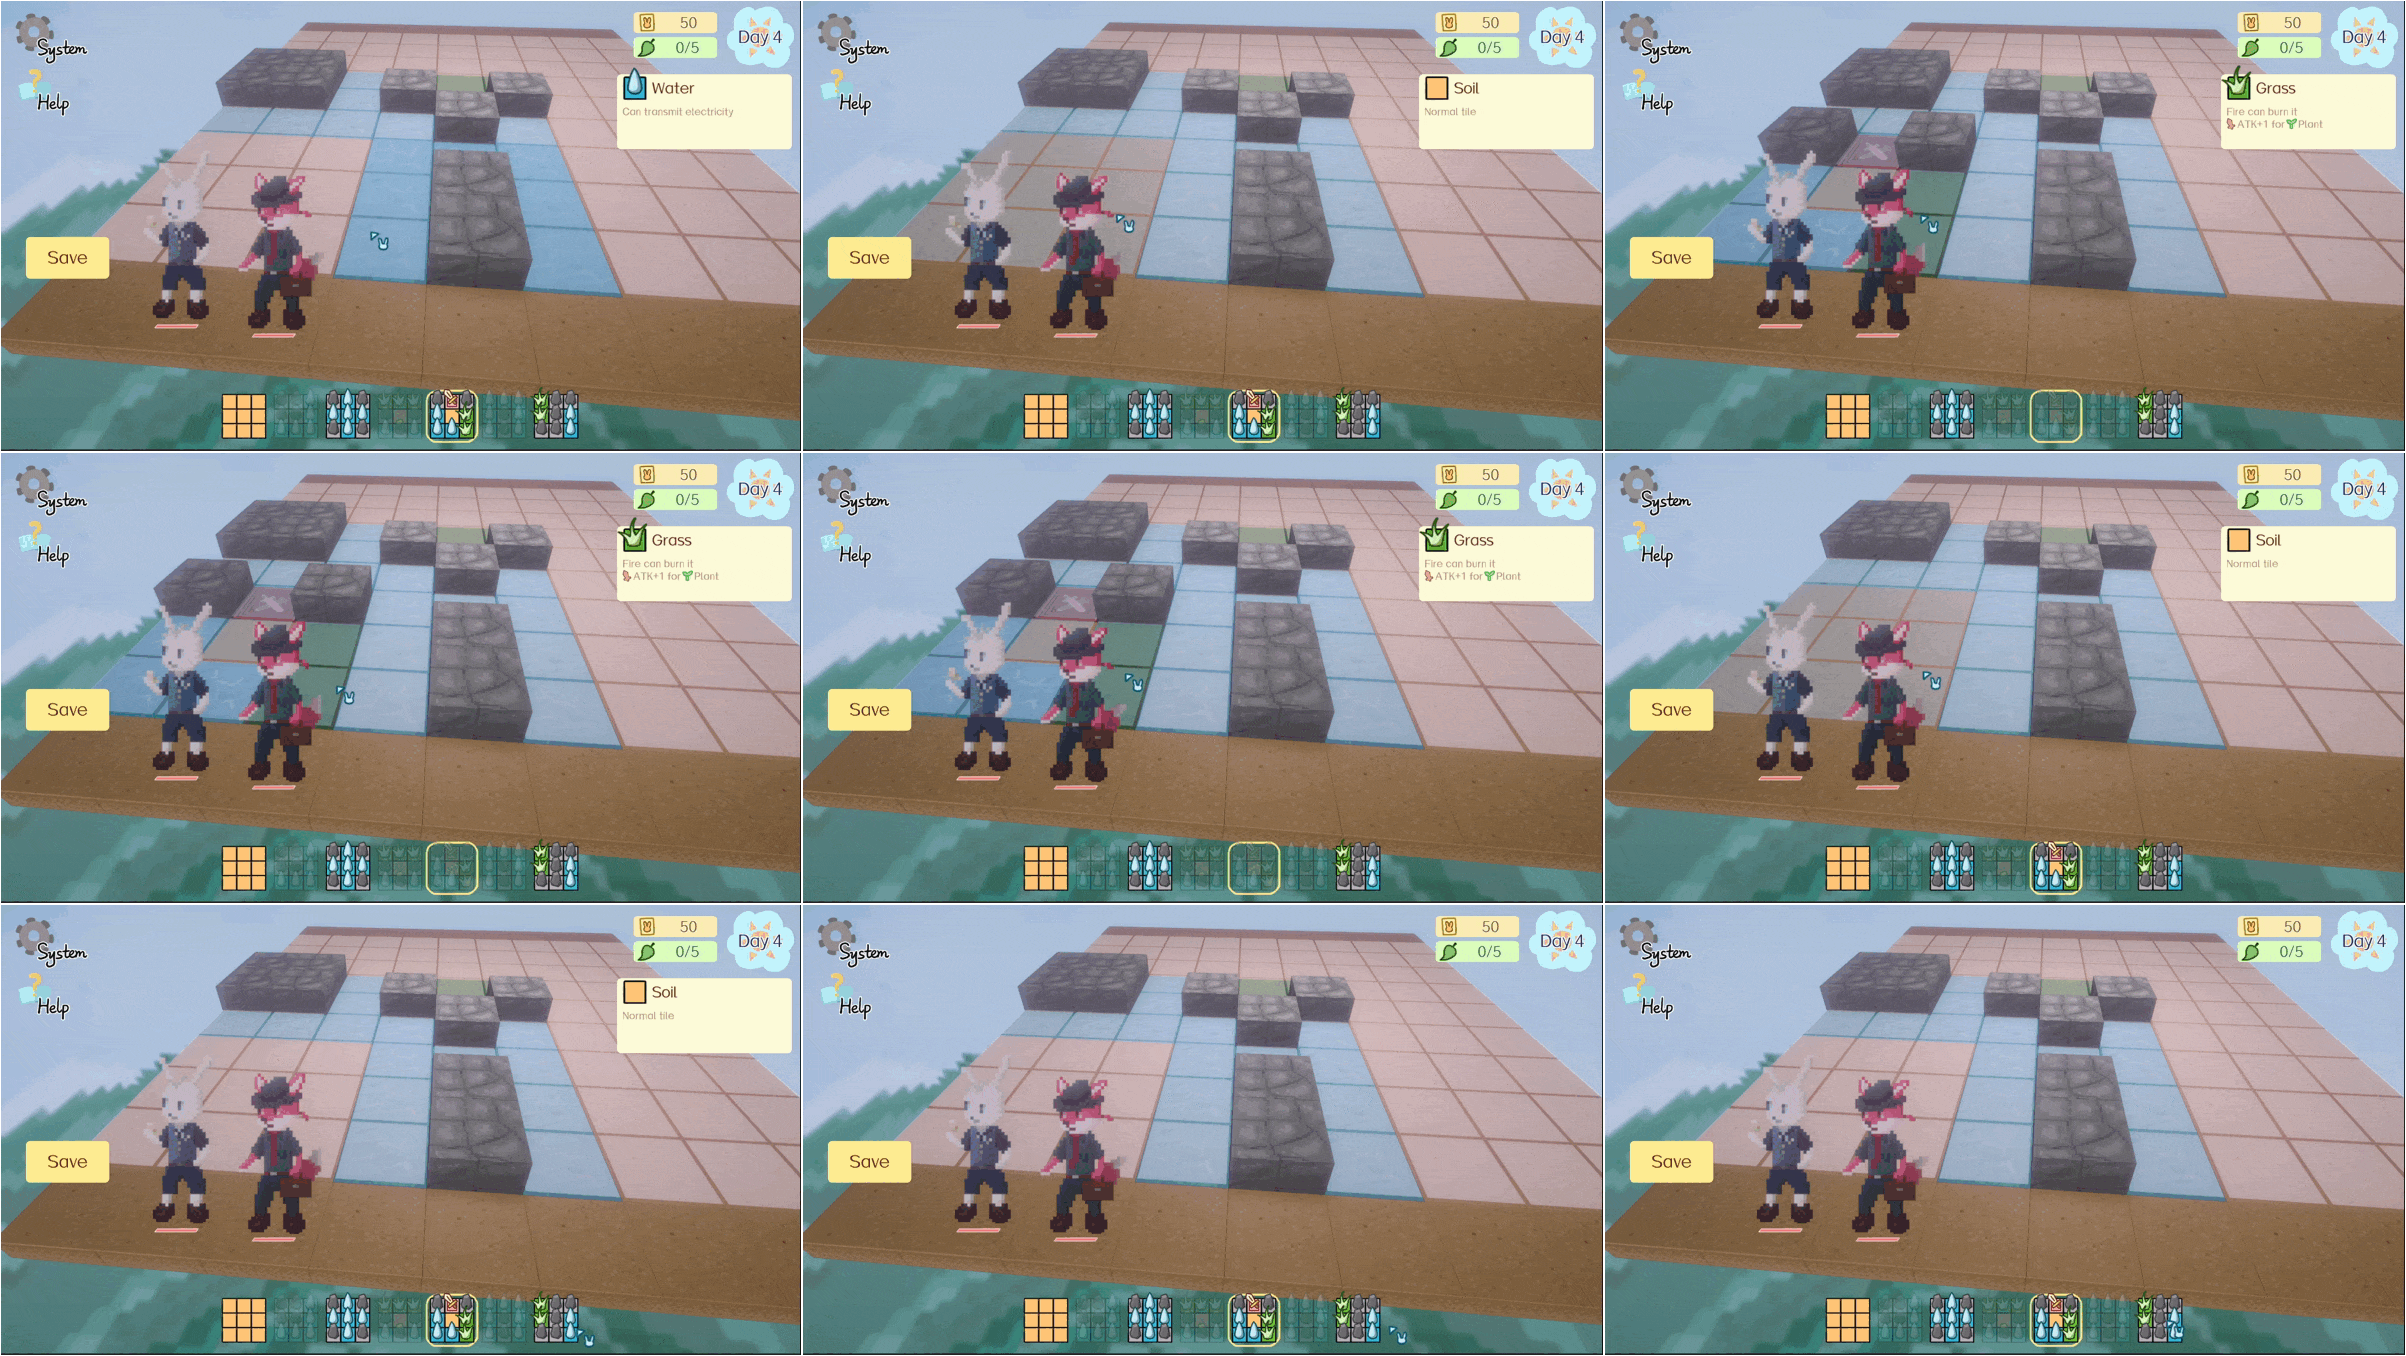 System
Help
50
0/5
Day 4
Water
Can transmit electricity
Save
System
Help
50
0/5
Day 4
Soil
Normal tile
Save
System
Help
50
0/5
Day 4
Grass
Fire can burn it
ATK+1 for Plant
Save
System
Help
50
0/5
Day 4
Grass
Fire can burn it
ATK+1 for Plant
Save
System
Help
50
0/5
Day 4
Grass
Fire can burn it
ATK+1 for Plant
Save
System
Help
50
0/5
Day 4
Soil
Normal tile
Save
System
Help
50
0/5
Day 4
Soil
Normal tile
Save
System
Help
50
0/5
Day 4
Save
System
Help
50
0/5
Day 4
Save